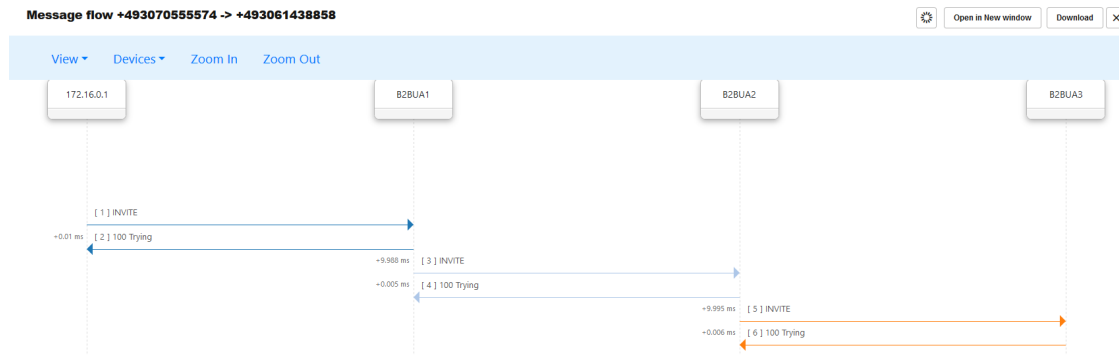 Message flow +493070555574 -> +493061438858
Open in New window
Download
View
Devices
Zoom In
Zoom Out
172.16.0.1
B2BUA1
B2BUA2
B2BUA3
[ 1 ] INVITE
+0.01 ms [ 2 ] 100 Trying
+9.988 ms [ 3 ] INVITE
+0.005 ms [ 4 ] 100 Trying
+9.995 ms [ 5 ] INVITE
+0.006 ms [ 6 ] 100 Trying